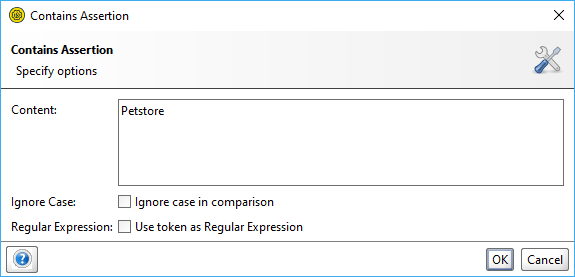 Contains Assertion
Contains Assertion
Specify options
Content:
Petstore
Ignore Case: Ignore case in comparison
Regular Expression: Use token as Regular Expression
? OK Cancel